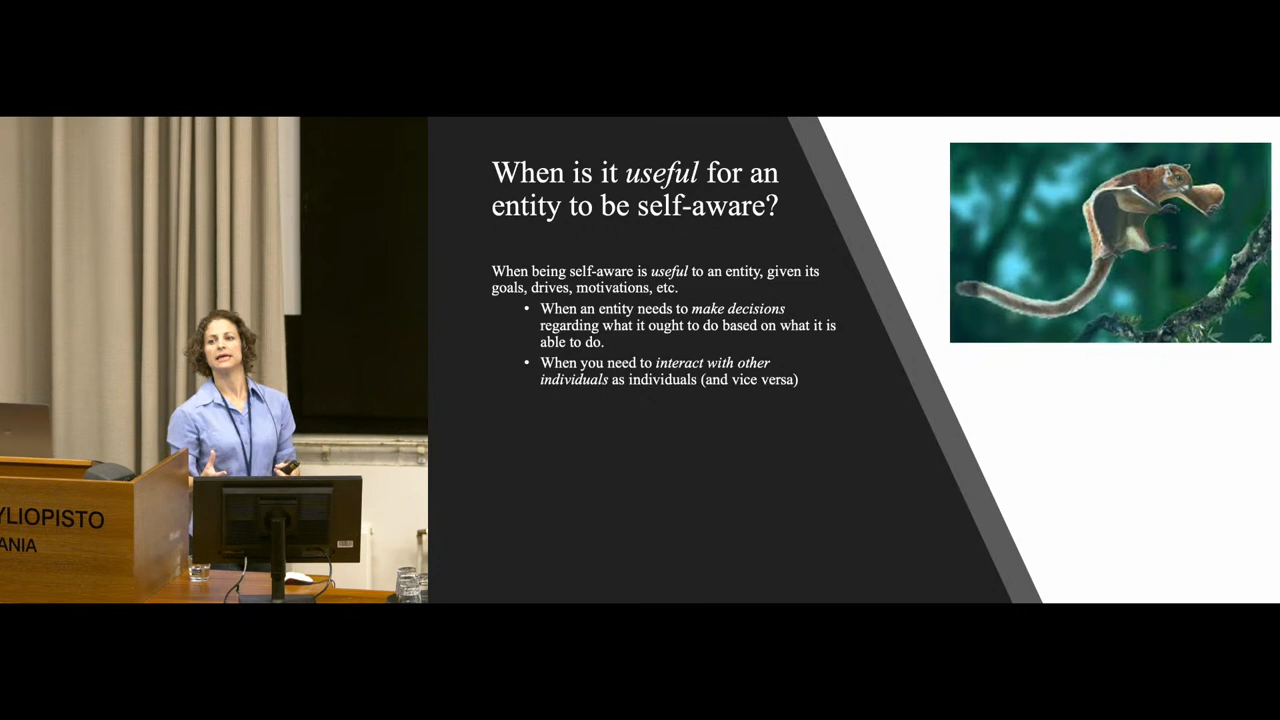 When is it useful for an
entity to be self-aware?
When being self-aware is useful to an entity, given its
goals, drives, motivations, etc.
• When an entity needs to make decisions
regarding what it ought to do based on what it is
able to do.
• When you need to interact with other
individuals as individuals (and vice versa)
YLIOPISTO
ANIA